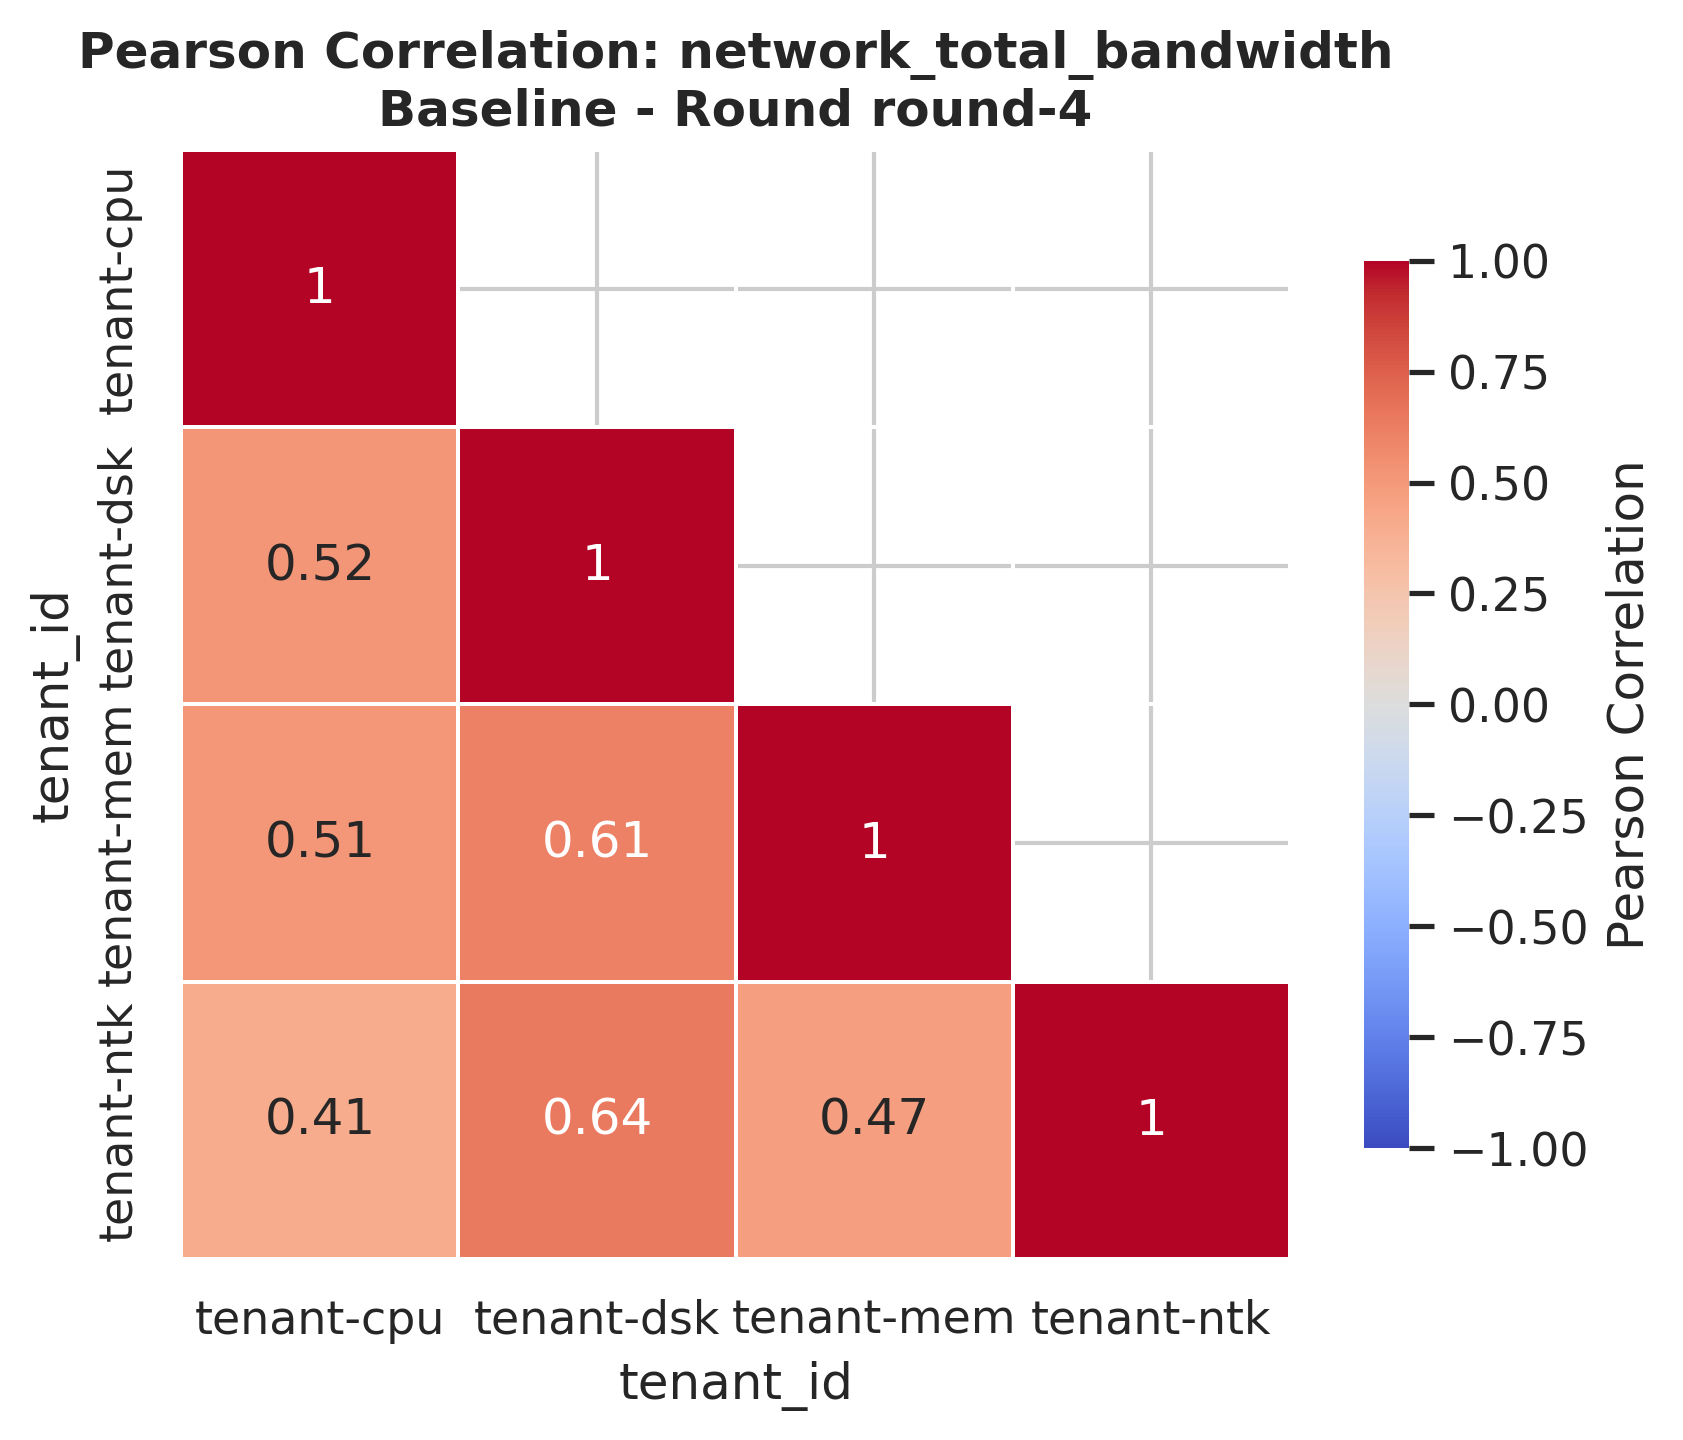 Pearson Correlation: network_total_bandwidth
Baseline - Round round-4
tenant_id
tenant-cpu
tenant-dsk
tenant-mem
tenant-ntk
1
0.52
1
0.51
0.61
1
0.41
0.64
0.47
1
tenant-cpu
tenant-dsk
tenant-mem
tenant-ntk
tenant_id
1.00
0.75
0.50
0.25
0.00
−0.25
−0.50
−0.75
−1.00
Pearson Correlation